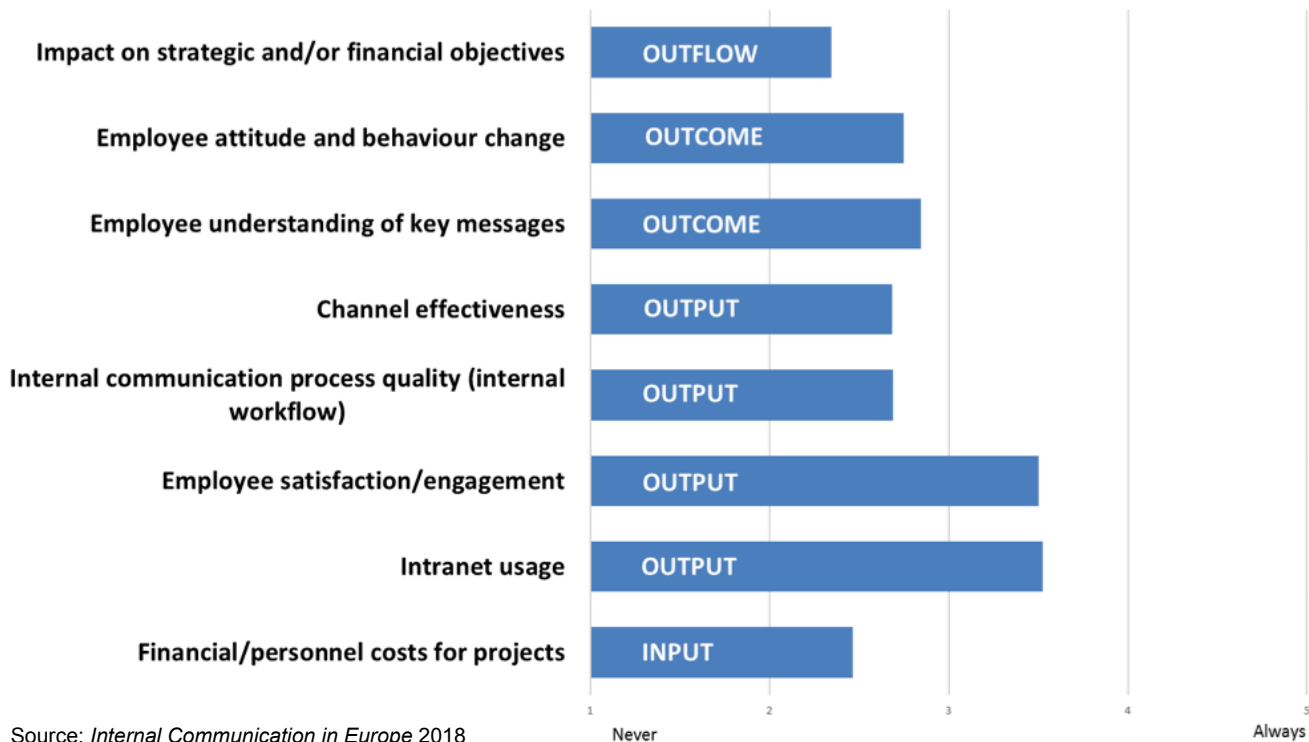 Impact on strategic and/or financial objectives
OUTFLOW
Employee attitude and behaviour change
OUTCOME
Employee understanding of key messages
OUTCOME
Channel effectiveness
OUTPUT
Internal communication process quality (internal
workflow)
OUTPUT
Employee satisfaction/engagement
OUTPUT
Intranet usage
OUTPUT
Financial/personnel costs for projects
INPUT
1 2 3 4 5
Never Always
Source: Internal Communication in Europe 2018